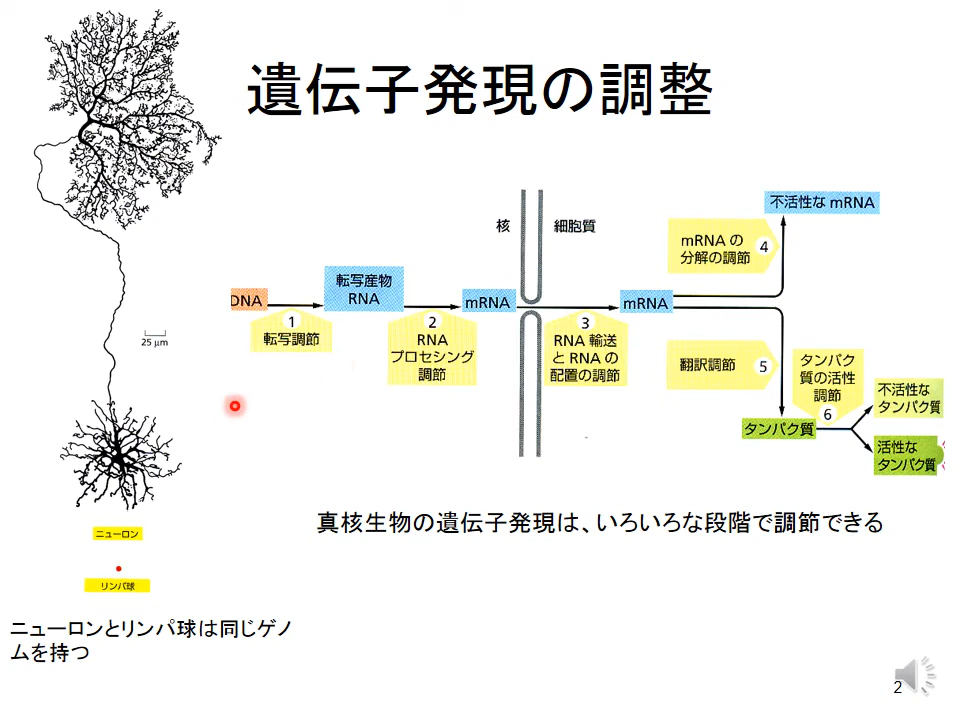 遺伝子発現の調整
核
細胞質
不活性な mRNA
mRNA の
分解の調節
4
DNA
転写産物
RNA
mRNA
mRNA
1
転写調節
2
RNA
プロセシング
調節
3
RNA 輸送
と RNA の
配置の調節
翻訳調節
5
タンパク
質の活性
調節
6
タンパク質
不活性な
タンパク質
活性な
タンパク質
25 μm
真核生物の遺伝子発現は、いろいろな段階で調節できる
ニューロン
リンパ球
ニューロンとリンパ球は同じゲノ
ムを持つ
2